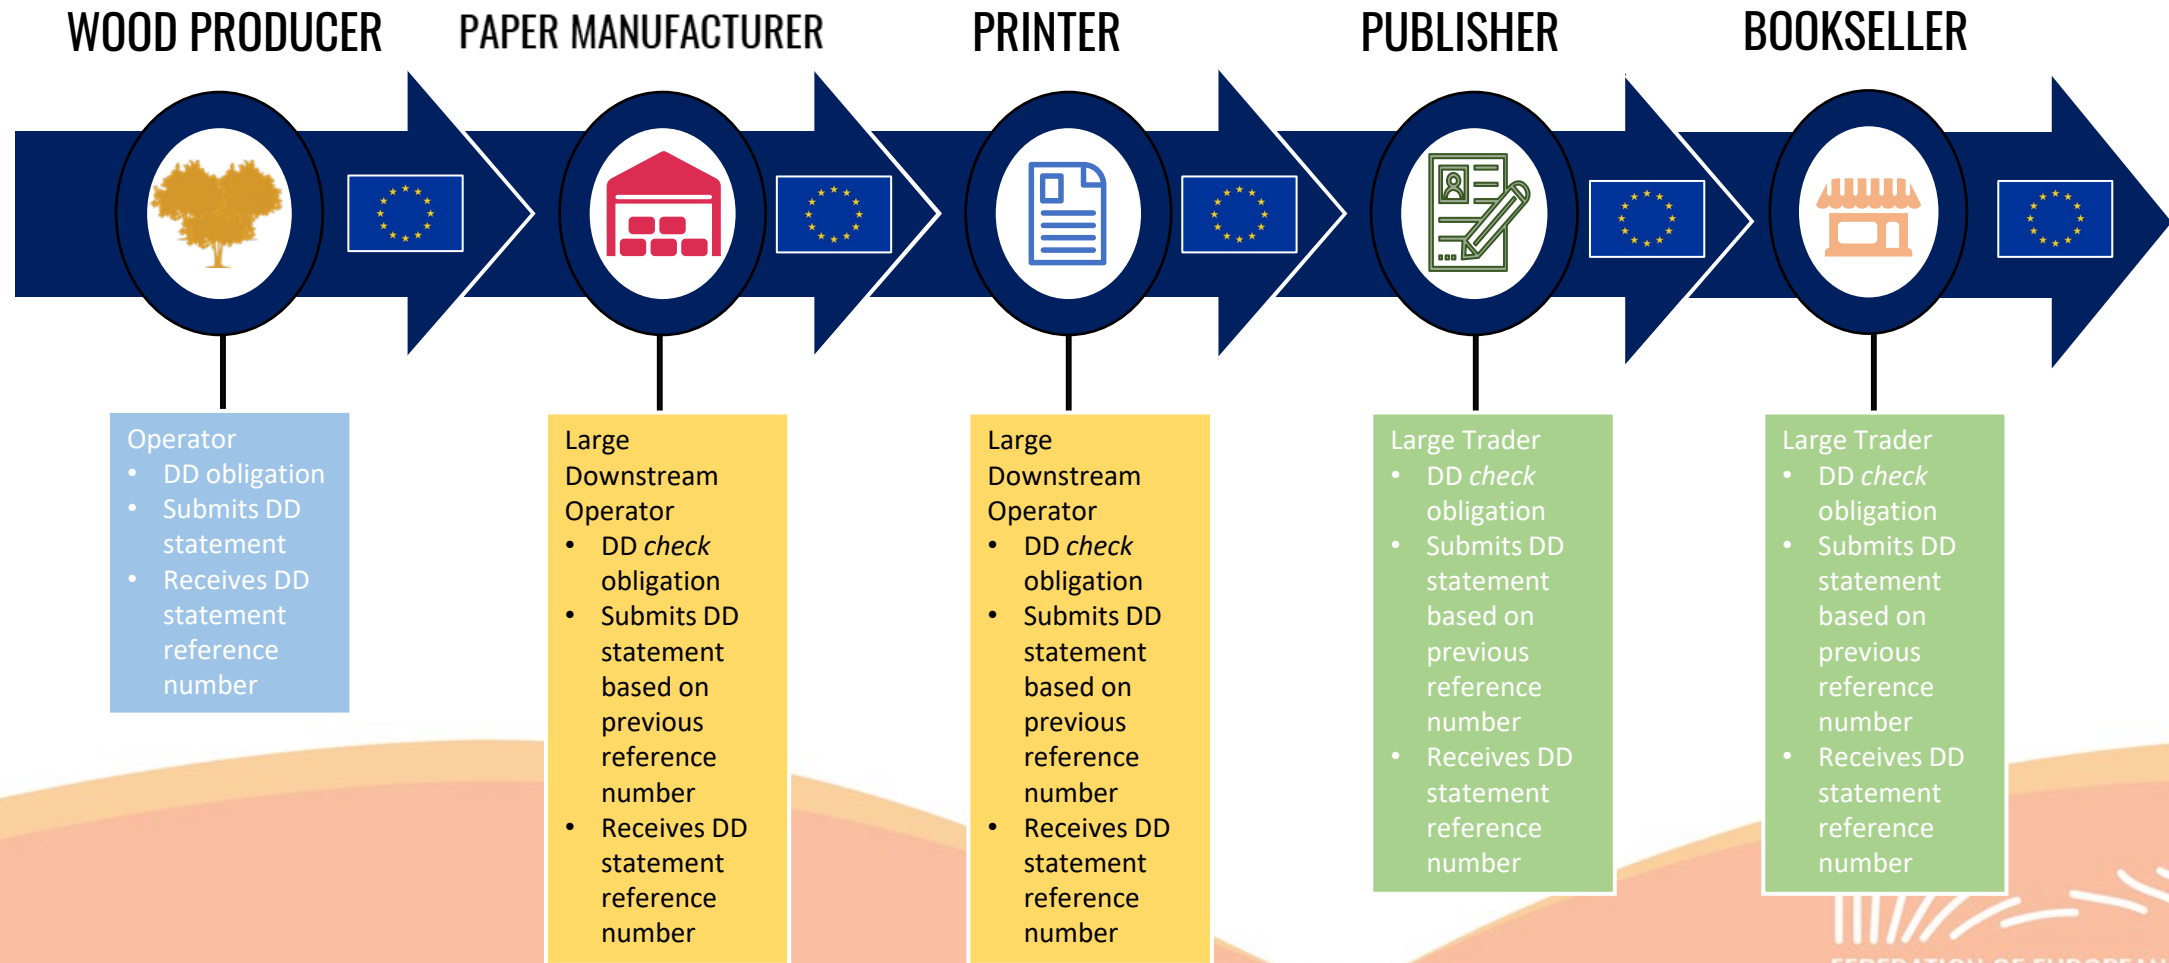 WOOD PRODUCER
PAPER MANUFACTURER
PRINTER
PUBLISHER
BOOKSELLER
Operator
• DD obligation
• Submits DD
statement
• Receives DD
statement
reference
number
Large
Downstream
Operator
• DD check
obligation
• Submits DD
statement
based on
previous
reference
number
• Receives DD
statement
reference
number
Large
Downstream
Operator
• DD check
obligation
• Submits DD
statement
based on
previous
reference
number
• Receives DD
statement
reference
number
Large Trader
• DD check
obligation
• Submits DD
statement
based on
previous
reference
number
• Receives DD
statement
reference
number
Large Trader
• DD check
obligation
• Submits DD
statement
based on
previous
reference
number
• Receives DD
statement
reference
number
FEDERATION OF EUROPEAN